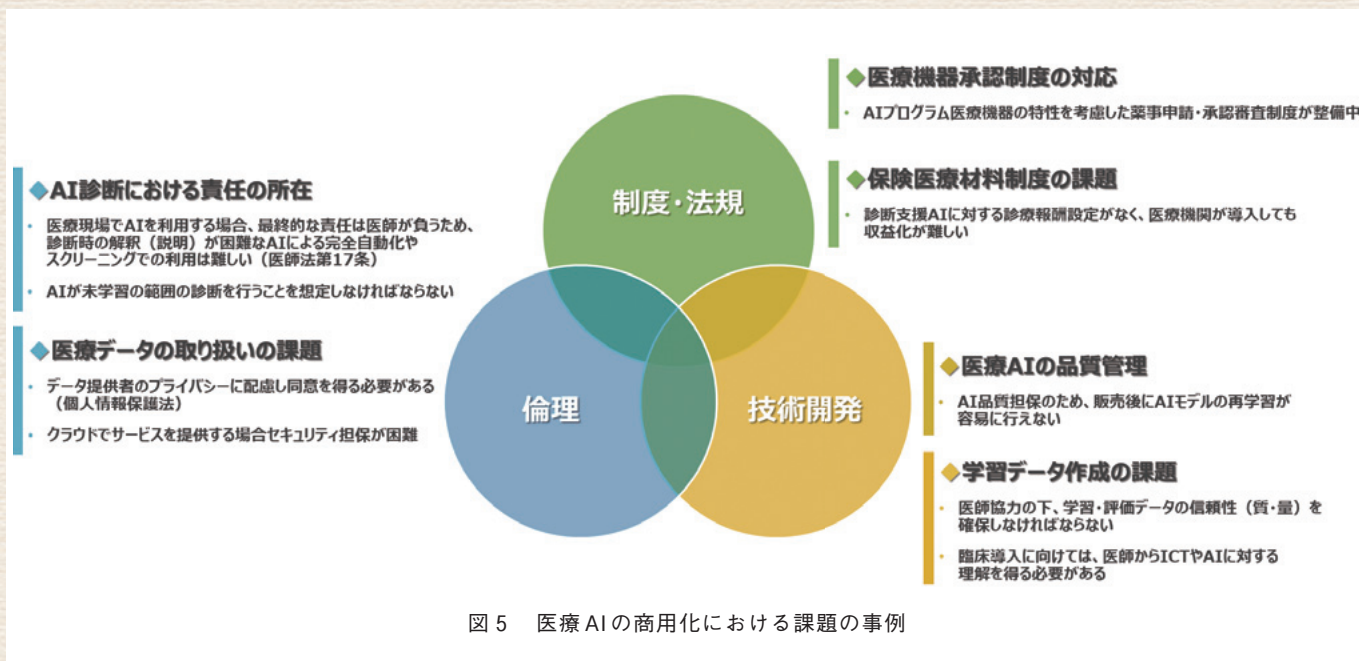 ◆医療機器承認制度の対応
・ AIプログラム医療機器の特性を考慮した薬事申請・承認審査制度が整備中
◆保険医療材料制度の課題
・ 診断支援AIに対する診療報酬設定がなく、医療機関が導入しても
収益化が難しい
制度・法規
◆AI診断における責任の所在
・ 医療現場でAIを利用する場合、最終的な責任は医師が負うため、
診断時の解釈（説明）が困難なAIによる完全自動化や
スクリーニングでの利用は難しい（医師法第17条）
・ AIが未学習の範囲の診断を行うことを想定しなければならない
◆医療データの取り扱いの課題
・ データ提供者のプライバシーに配慮し同意を得る必要がある
（個人情報保護法）
・ クラウドでサービスを提供する場合セキュリティ担保が困難
倫理
技術開発
◆医療AIの品質管理
・ AI品質担保のため、販売後にAIモデルの再学習が
容易に行えない
◆学習データ作成の課題
・ 医師協力の下、学習・評価データの信頼性（質・量）を
確保しなければならない
・ 臨床導入に向けては、医師からICTやAIに対する
理解を得る必要がある
図5 医療AIの商用化における課題の事例